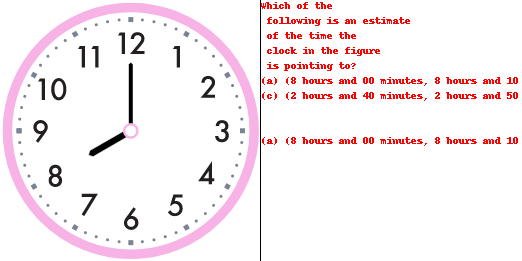 12
11
1
10
2
9
3
8
4
7
5
6
Which of the
following is an estimate
of the time the
clock in the figure
is pointing to?
(a) (8 hours and 00 minutes, 8 hours and 10
(c) (2 hours and 40 minutes, 2 hours and 50
(a) (8 hours and 00 minutes, 8 hours and 10